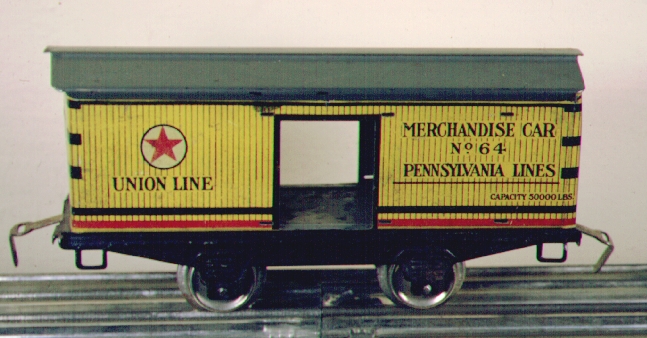 UNION LINE
MERCHANDISE CAR
Nº 64
PENNSYLVANIA LINES
CAPACITY 50000 LBS.